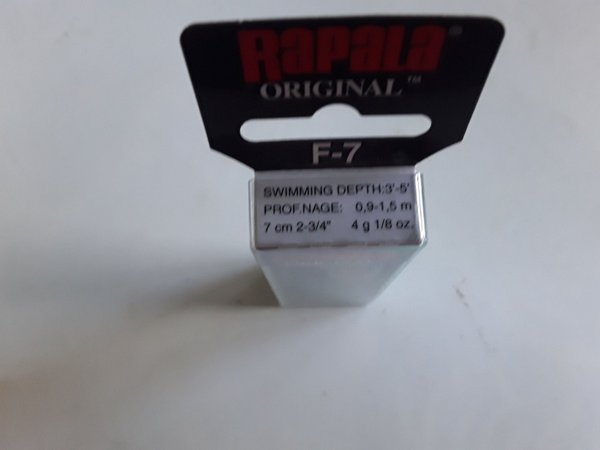 Rapala®
ORIGINAL™
F-7
SWIMMING DEPTH:3'-5'
PROF.NAGE: 0,9-1,5 m
7 cm 2-3/4" 4 g 1/8 oz.